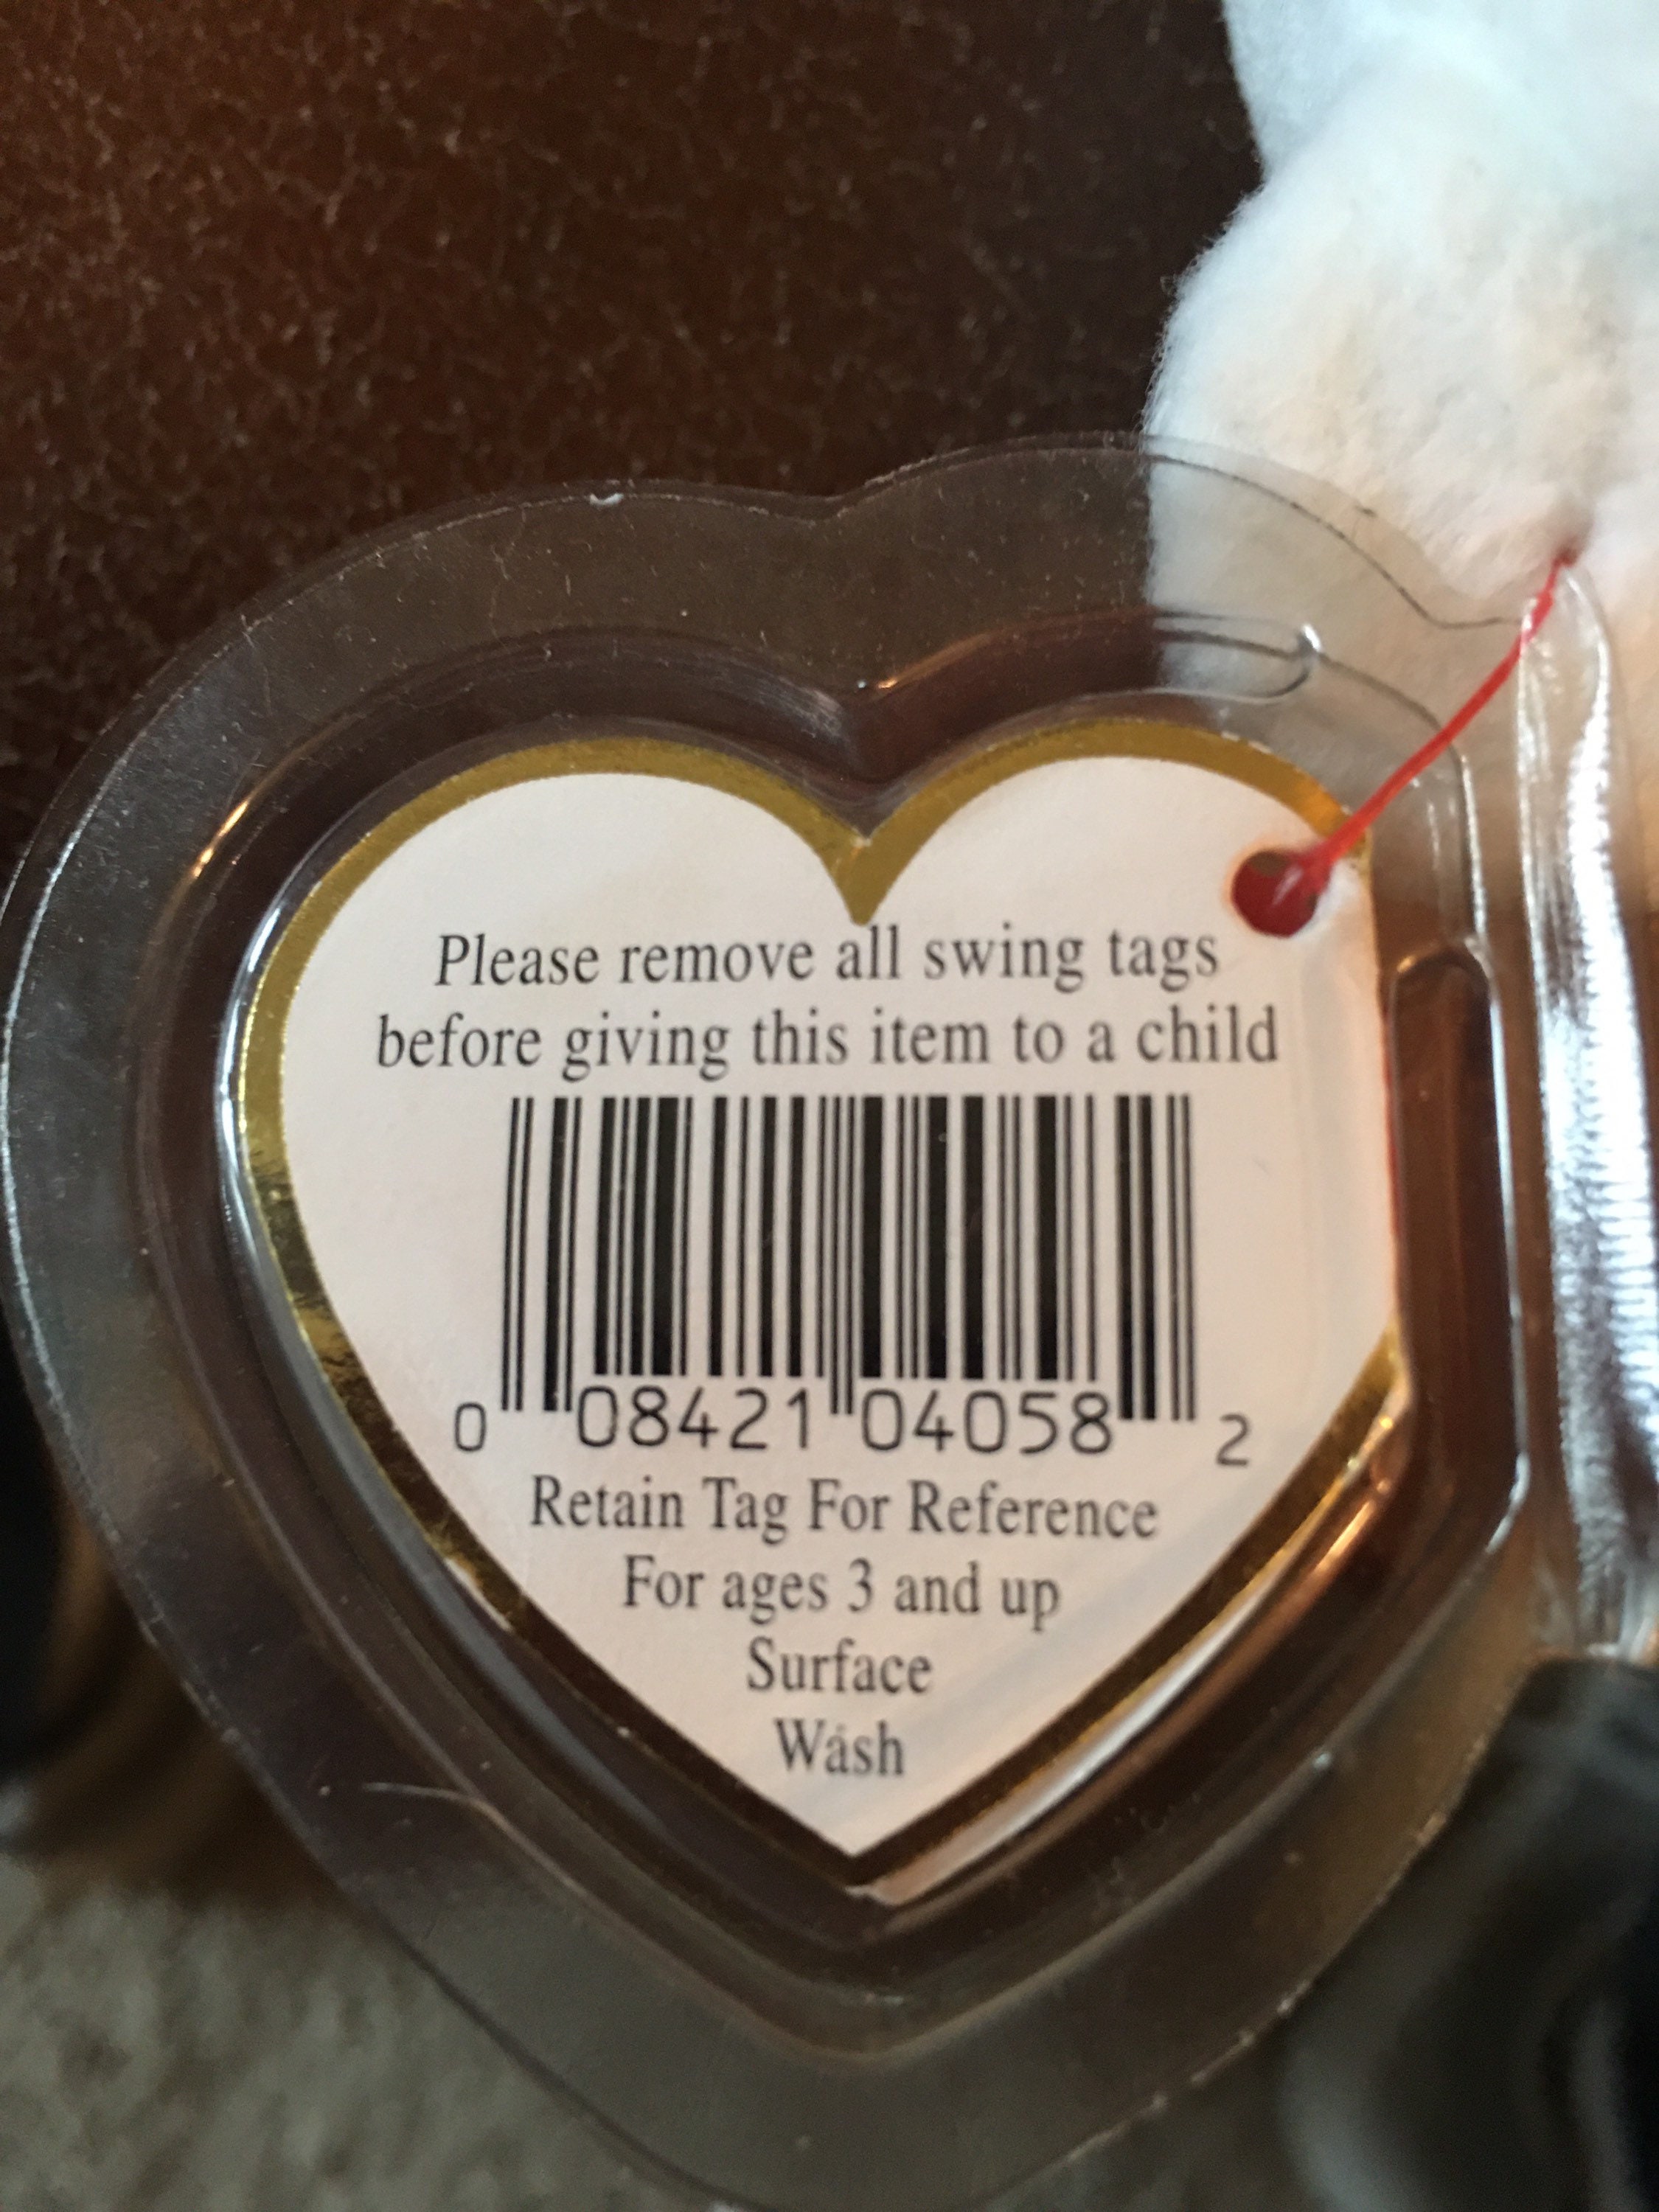 Please remove all swing tags
before giving this item to a child
0 08421 04058 2
Retain Tag For Reference
For ages 3 and up
Surface
Wash